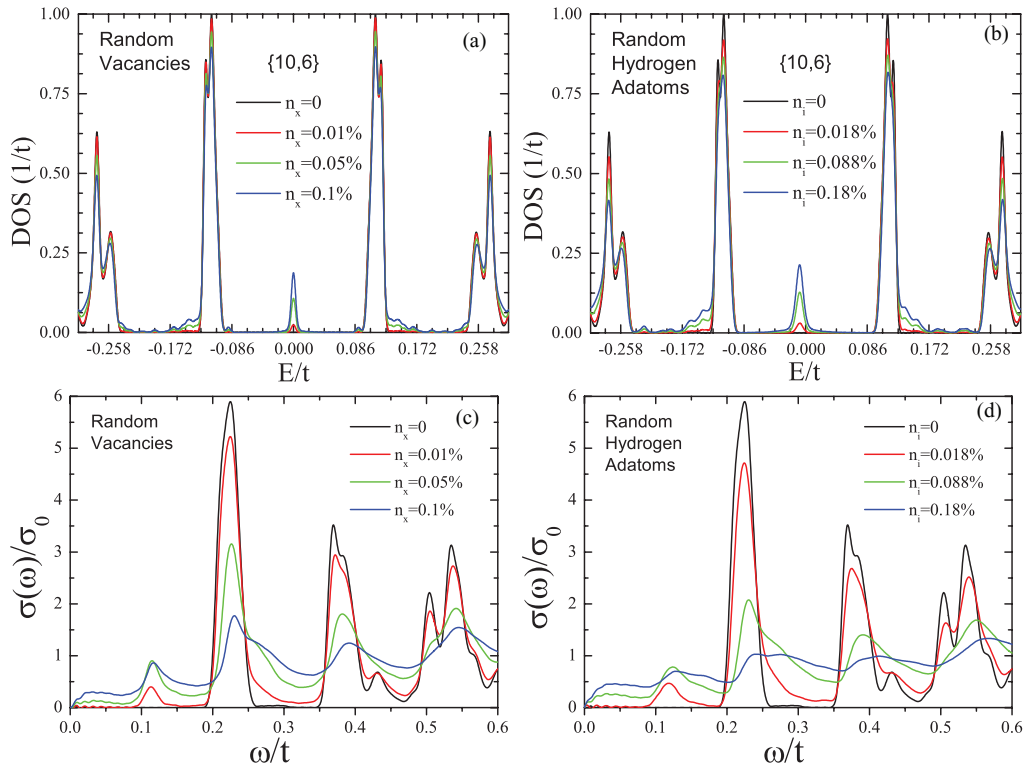 Random
Vacancies
(a)
{10,6}
n_x=0
n_x=0.01%
n_x=0.05%
n_x=0.1%
1.00
0.75
0.50
0.25
0.00
DOS (1/t)
-0.258 -0.172 -0.086 0.000 0.086 0.172 0.258
E/t
Random
Hydrogen
Adatoms
(b)
{10,6}
n_i=0
n_i=0.018%
n_i=0.088%
n_i=0.18%
1.00
0.75
0.50
0.25
0.00
DOS (1/t)
-0.258 -0.172 -0.086 0.000 0.086 0.172 0.258
E/t
Random
Vacancies
(c)
n_x=0
n_x=0.01%
n_x=0.05%
n_x=0.1%
6
5
4
3
2
1
0
σ(ω)/σ_0
0.0 0.1 0.2 0.3 0.4 0.5 0.6
ω/t
Random
Hydrogen
Adatoms
(d)
n_i=0
n_i=0.018%
n_i=0.088%
n_i=0.18%
6
5
4
3
2
1
0
σ(ω)/σ_0
0.0 0.1 0.2 0.3 0.4 0.5 0.6
ω/t